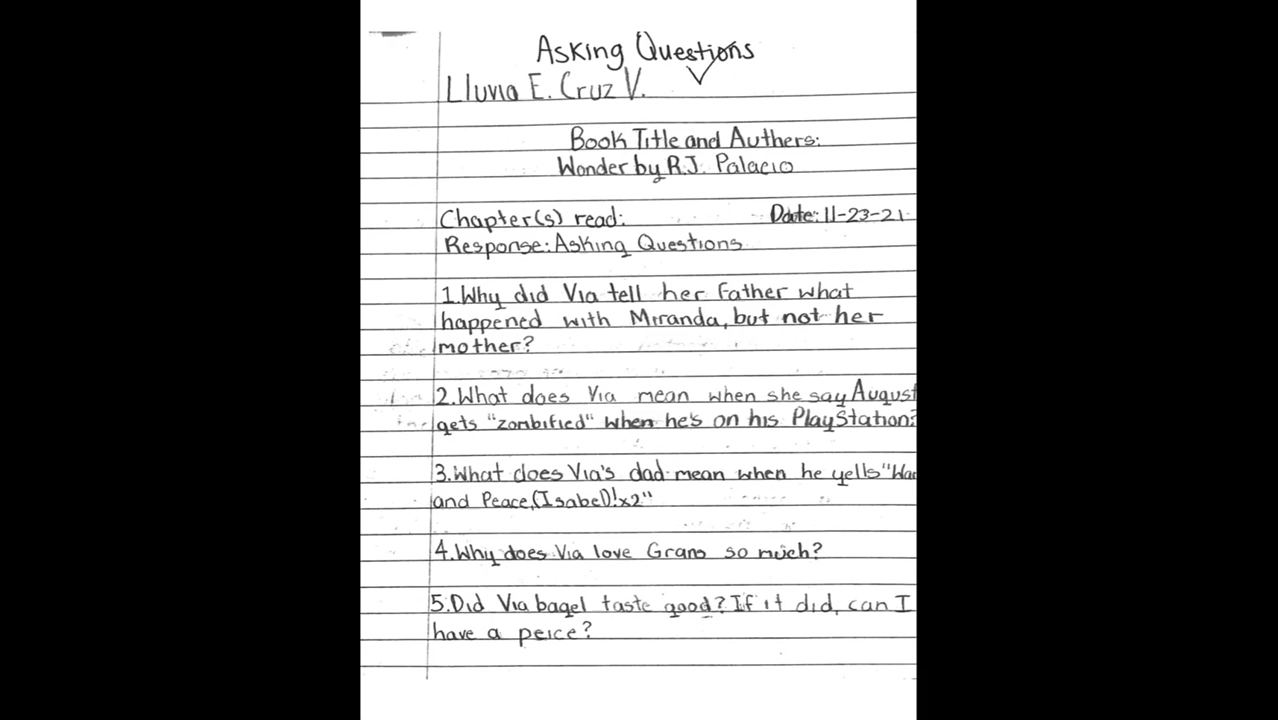 Asking Questions
Lluvia E. Cruz V.
Book Title and Authers:
Wonder by R.J. Palacio
Chapter(s) read: Date: 11-23-21
Response: Asking Questions
1. Why did Via tell her father what
happened with Miranda, but not her
mother?
2. What does Via mean when she say August
gets "zombified" when he's on his PlayStation?
3. What does Via's dad mean when he yells "War
and Peace,(Isabel)!x2"
4. Why does Via love Grans so much?
5. Did Via bagel taste good? If it did, can I
have a peice?